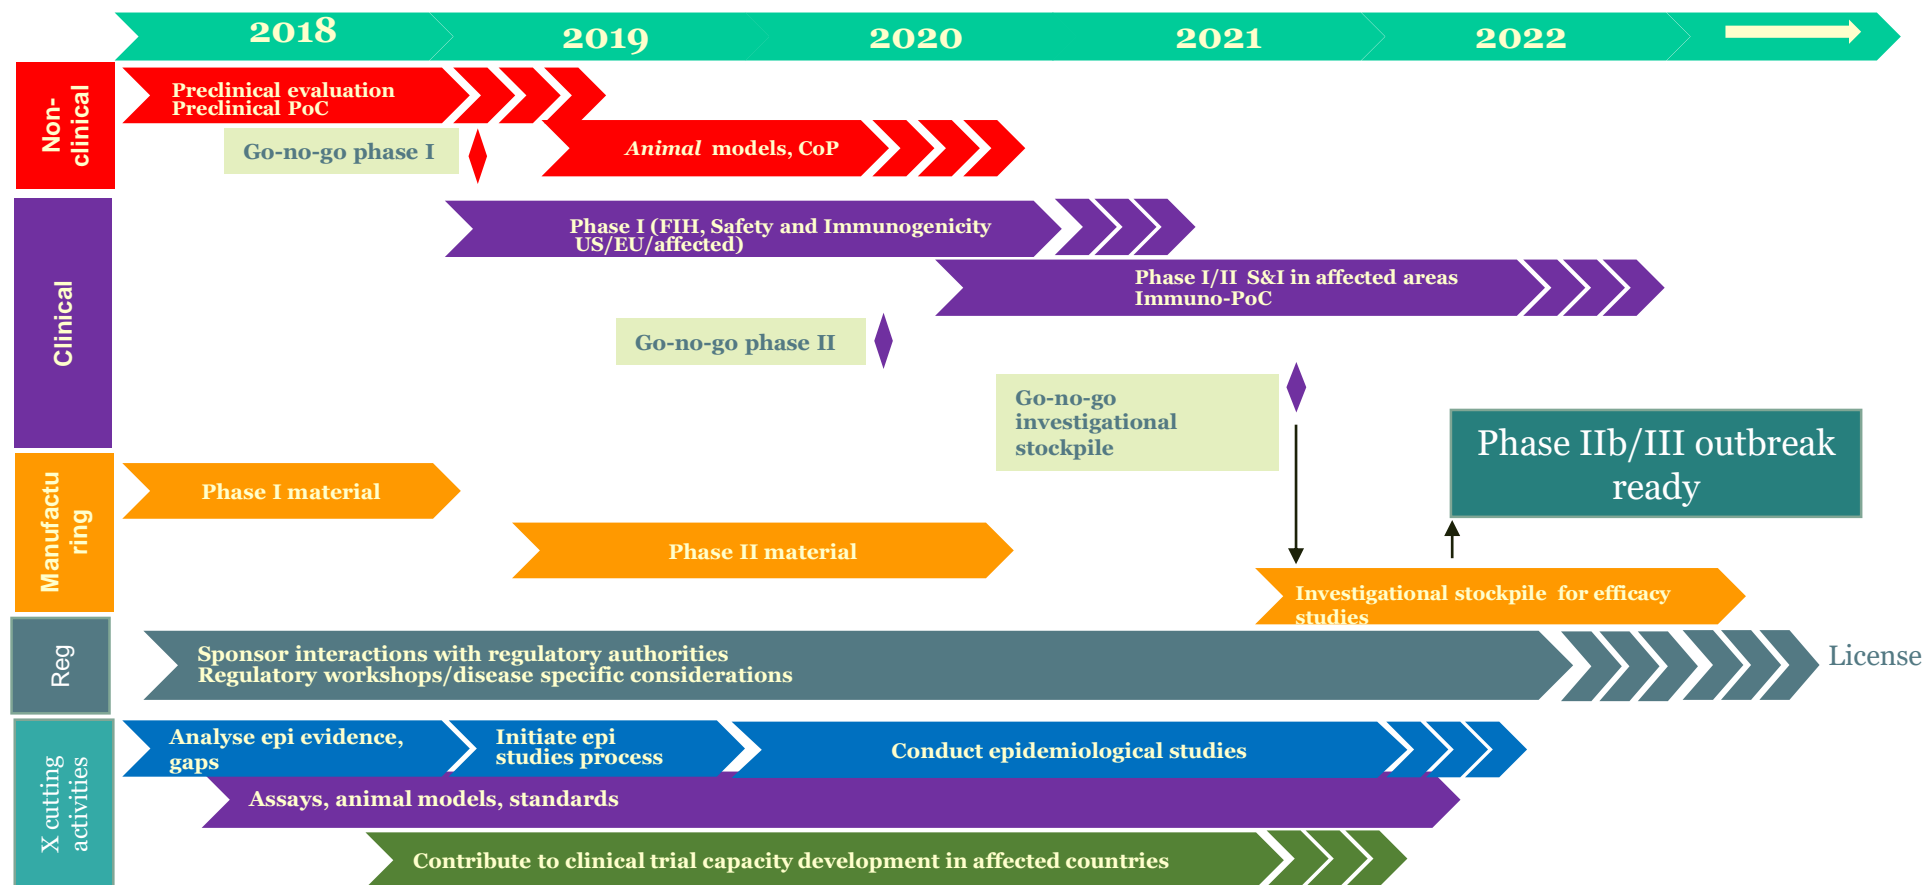 2018
2019
2020
2021
2022
Non-
clinical
Preclinical evaluation
Preclinical PoC
Go-no-go phase I
Animal models, CoP
Clinical
Phase I (FIH, Safety and Immunogenicity
US/EU/affected)
Phase I/II S&I in affected areas
Immuno-PoC
Go-no-go phase II
Go-no-go
investigational
stockpile
Phase IIb/III outbreak
ready
Manufactu
ring
Phase I material
Phase II material
Investigational stockpile for efficacy
studies
Reg
Sponsor interactions with regulatory authorities
Regulatory workshops/disease specific considerations
License
X cutting
activities
Analyse epi evidence,
gaps
Initiate epi
studies process
Conduct epidemiological studies
Assays, animal models, standards
Contribute to clinical trial capacity development in affected countries